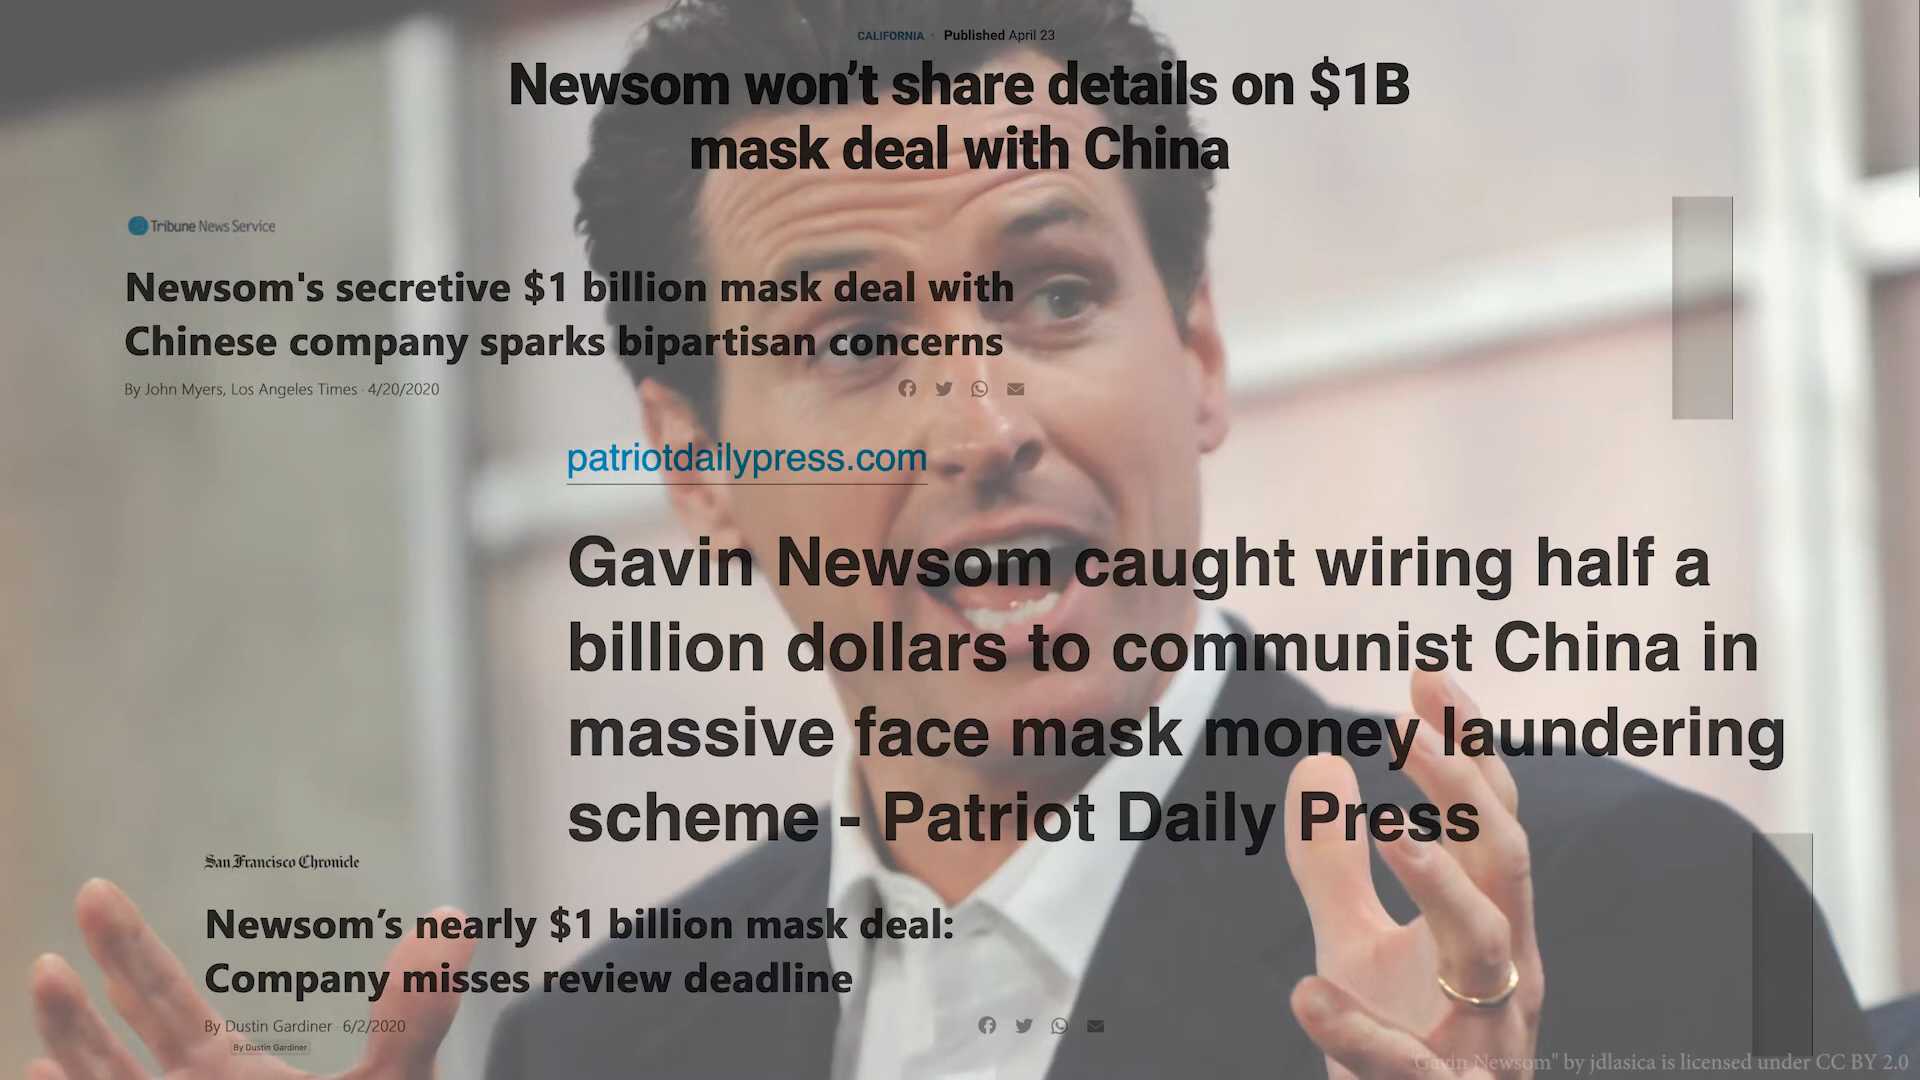 CALIFORNIA · Published April 23
Newsom won't share details on $1B
mask deal with China
Tribune News Service
Newsom's secretive $1 billion mask deal with
Chinese company sparks bipartisan concerns
By John Myers, Los Angeles Times · 4/20/2020
patriotdailypress.com
Gavin Newsom caught wiring half a
billion dollars to communist China in
massive face mask money laundering
scheme - Patriot Daily Press
San Francisco Chronicle
Newsom's nearly $1 billion mask deal:
Company misses review deadline
By Dustin Gardiner · 6/2/2020
By Dustin Gardiner
"Gavin Newsom" by jdlasica is licensed under CC BY 2.0